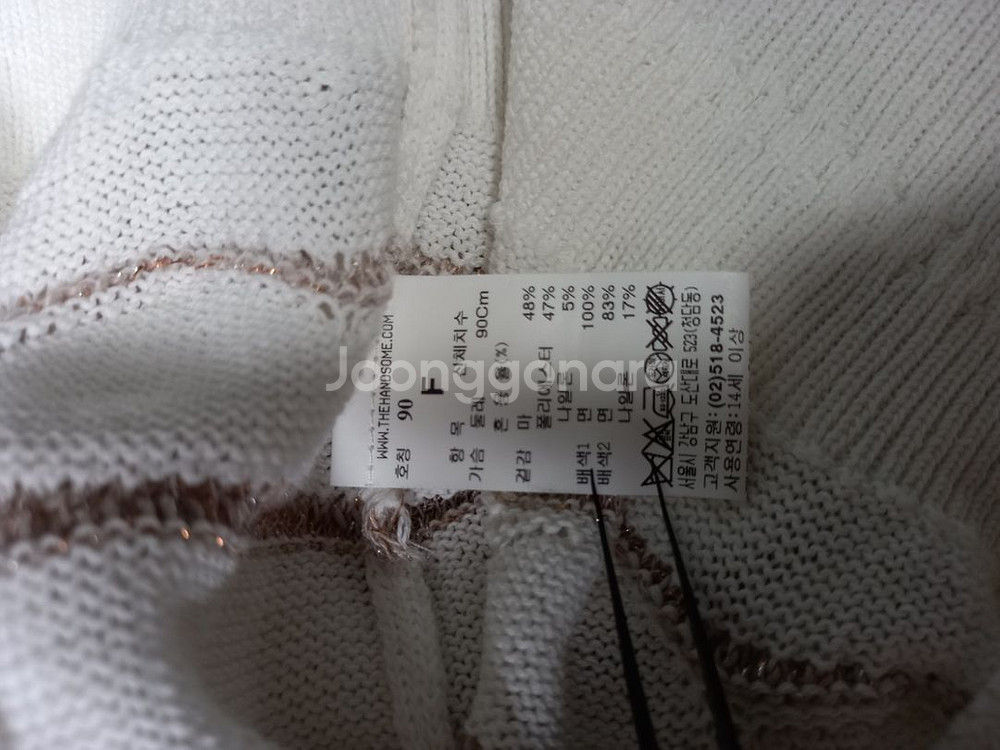 WWW.THEHANDSOME.COM
호칭 90
F
항 목 신체치수
가슴 둘레 90Cm
혼 용 률(%)
겉감 마 48%
폴리에스터 47%
나일론 5%
배색1 면 100%
배색2 면 83%
나일론 17%
서울시 강남구 도산대로 523(청담동)
고객지원: (02)518-4523
사용연령: 14세 이상
Joonggonara